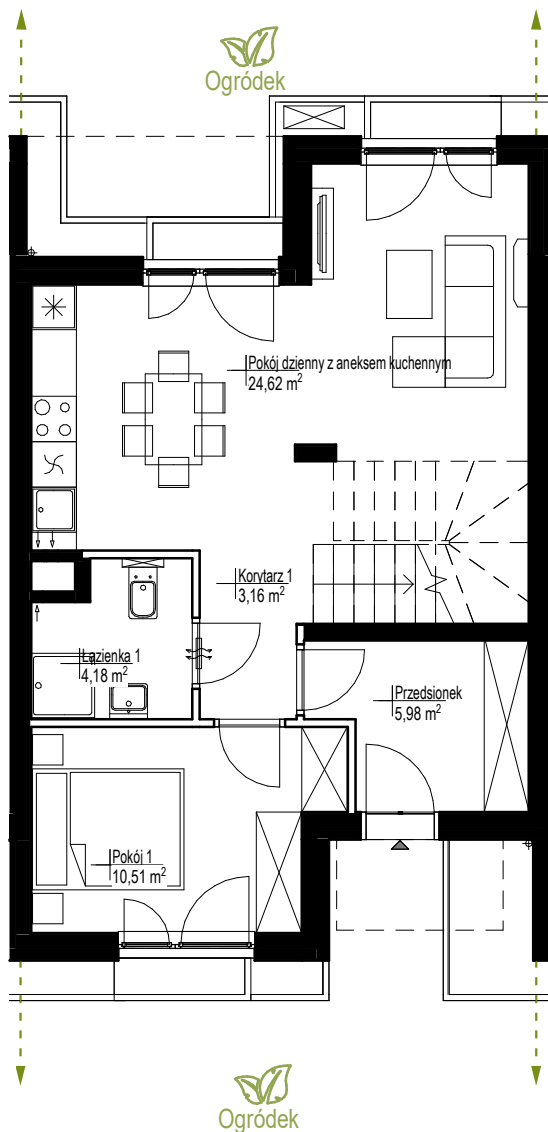 Ogródek
Pokój dzienny z aneksem kuchennym
24,62 m²
Korytarz 1
3,16 m²
Łazienka 1
4,18 m²
Przedsionek
5,98 m²
Pokój 1
10,51 m²
Ogródek